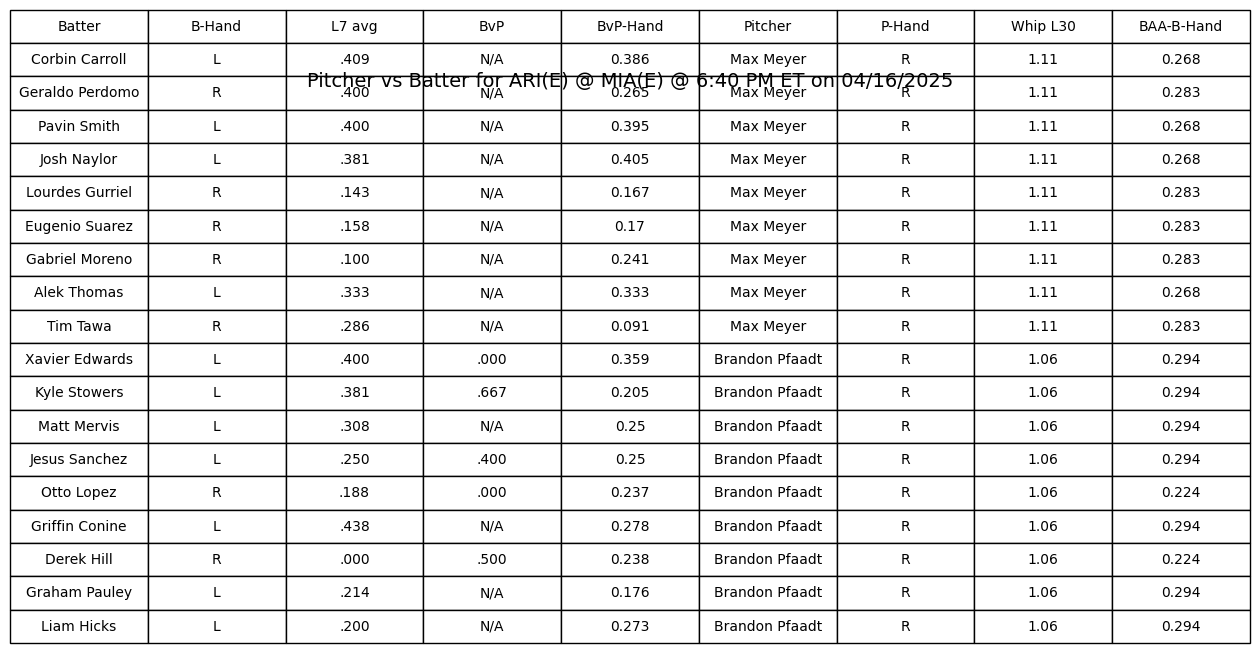 Batter B-Hand L7 avg BvP BvP-Hand Pitcher P-Hand Whip L30 BAA-B-Hand
Corbin Carroll L .409 N/A 0.386 Max Meyer R 1.11 0.268
Pitcher vs Batter for ARI(E) @ MIA(E) @ 6:40 PM ET on 04/16/2025
Geraldo Perdomo R .400 N/A 0.265 Max Meyer R 1.11 0.283
Pavin Smith L .400 N/A 0.395 Max Meyer R 1.11 0.268
Josh Naylor L .381 N/A 0.405 Max Meyer R 1.11 0.268
Lourdes Gurriel R .143 N/A 0.167 Max Meyer R 1.11 0.283
Eugenio Suarez R .158 N/A 0.17 Max Meyer R 1.11 0.283
Gabriel Moreno R .100 N/A 0.241 Max Meyer R 1.11 0.283
Alek Thomas L .333 N/A 0.333 Max Meyer R 1.11 0.268
Tim Tawa R .286 N/A 0.091 Max Meyer R 1.11 0.283
Xavier Edwards L .400 .000 0.359 Brandon Pfaadt R 1.06 0.294
Kyle Stowers L .381 .667 0.205 Brandon Pfaadt R 1.06 0.294
Matt Mervis L .308 N/A 0.25 Brandon Pfaadt R 1.06 0.294
Jesus Sanchez L .250 .400 0.25 Brandon Pfaadt R 1.06 0.294
Otto Lopez R .188 .000 0.237 Brandon Pfaadt R 1.06 0.224
Griffin Conine L .438 N/A 0.278 Brandon Pfaadt R 1.06 0.294
Derek Hill R .000 .500 0.238 Brandon Pfaadt R 1.06 0.224
Graham Pauley L .214 N/A 0.176 Brandon Pfaadt R 1.06 0.294
Liam Hicks L .200 N/A 0.273 Brandon Pfaadt R 1.06 0.294